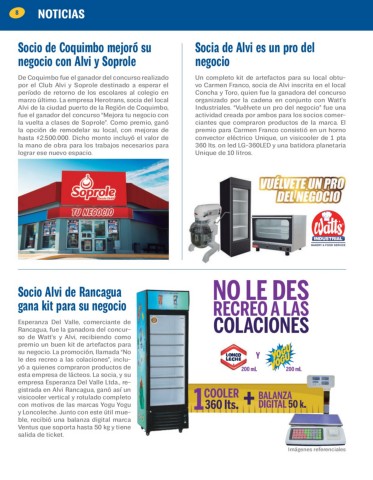 8
NOTICIAS
Socio de Coquimbo mejoró su
negocio con Alvi y Soprole
De Coquimbo fue el ganador del concurso realizado
por el Club Alvi y Soprole destinado a esperar el
período de retorno de los escolares al colegio en
marzo último. La empresa Herotrans, socia del local
Alvi de la ciudad puerto de la Región de Coquimbo,
fue el ganador del concurso "Mejora tu negocio con
la vuelta a clases de Soprole". Como premio, ganó
la opción de remodelar su local, con mejoras de
hasta $2.500.000. Dicho monto incluyó el valor de
la mano de obra para los trabajos necesarios para
lograr ese nuevo espacio.
Soprole
TU NEGOCIO
Socia de Alvi es un pro del
negocio
Un completo kit de artefactos para su local obtu-
vo Carmen Franco, socia de Alvi inscrita en el local
Concha y Toro, quien fue la ganadora del concurso
organizado por la cadena en conjunto con Watt's
Industriales. "Vuélvete un pro del negocio" fue una
actividad creada por ambos para los socios comer-
ciantes que compraron productos de la marca. El
premio para Carmen Franco consistió en un horno
convector eléctrico Unique, un visicooler de 1 pta
360 lts. on led LG-360LED y una batidora planetaria
Unique de 10 litros.
VUÉLVETE UN PRO
DEL NEGOCIO
Watt's
INDUSTRIAL
Socio Alvi de Rancagua
gana kit para su negocio
Esperanza Del Valle, comerciante de
Rancagua, fue la ganadora del concur-
so de Watt's y Alvi, recibiendo como
premio un buen kit de artefactos para
su negocio. La promoción, llamada "No
le des recreo a las colaciones", inclu-
yó a quienes compraron productos de
esta empresa de lácteos. La socia, y su
empresa Esperanza Del Valle Ltda., re-
gistrada en Alvi Rancagua, ganó así un
visicooler vertical y rotulado completo
con motivos de las marcas Yogu Yogu
y Loncoleche. Junto con este útil mue-
ble, recibió una balanza digital marca
Ventus que soporta hasta 50 kg y tiene
salida de ticket.
NO LE DES
RECREO A LAS
COLACIONES
LONCO
LECHE
200 ml.
Y
200 ml.
1 COOLER
360 lts.
+ BALANZA
DIGITAL 50 k.
Imágenes referenciales